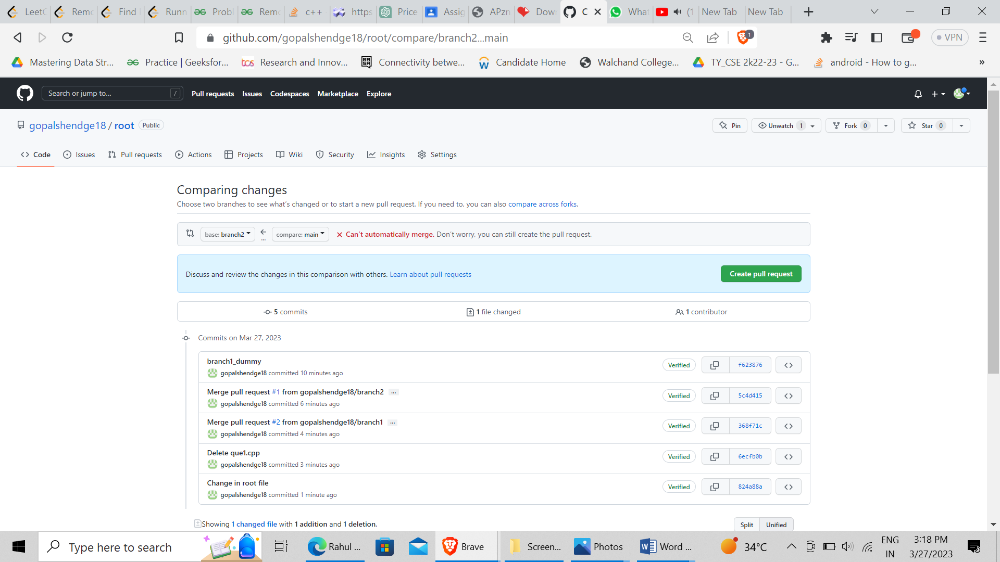 LeetC
Remo
Find
Runn
Probl
Remo
c++
https
Price
Assig
APzn
Dow
C
What
(1
New Tab
New Tab
github.com/gopalshendge18/root/compare/branch2...main
1
VPN
Mastering Data Str...
Practice | Geeksfor...
tcs
Research and Innov...
RASA
Connectivity betwe...
Candidate Home
Walchand College...
TY_CSE 2k22-23 - G...
android - How to g...
»
Search or jump to...
/
Pull requests
Issues
Codespaces
Marketplace
Explore
gopalshendge18 / root Public
Pin
Unwatch 1
Fork 0
Star 0
Code
Issues
Pull requests
Actions
Projects
Wiki
Security
Insights
Settings
Comparing changes
Choose two branches to see what's changed or to start a new pull request. If you need to, you can also compare across forks.
base: branch2
...
compare: main
Can't automatically merge. Don't worry, you can still create the pull request.
Discuss and review the changes in this comparison with others. Learn about pull requests
Create pull request
5 commits
1 file changed
1 contributor
Commits on Mar 27, 2023
branch1_dummy
gopalshendge18 committed 10 minutes ago
Verified
f623876
Merge pull request #1 from gopalshendge18/branch2 ...
gopalshendge18 committed 6 minutes ago
Verified
5c4d415
Merge pull request #2 from gopalshendge18/branch1 ...
gopalshendge18 committed 4 minutes ago
Verified
368f71c
Delete que1.cpp
gopalshendge18 committed 3 minutes ago
Verified
6ecfb0b
Change in root file
gopalshendge18 committed 1 minute ago
Verified
824a88a
Showing 1 changed file with 1 addition and 1 deletion.
Split
Unified
Type here to search
Rahul ...
Brave
Screen...
Photos
Word ...
34°C
ENG
IN
3:18 PM
3/27/2023